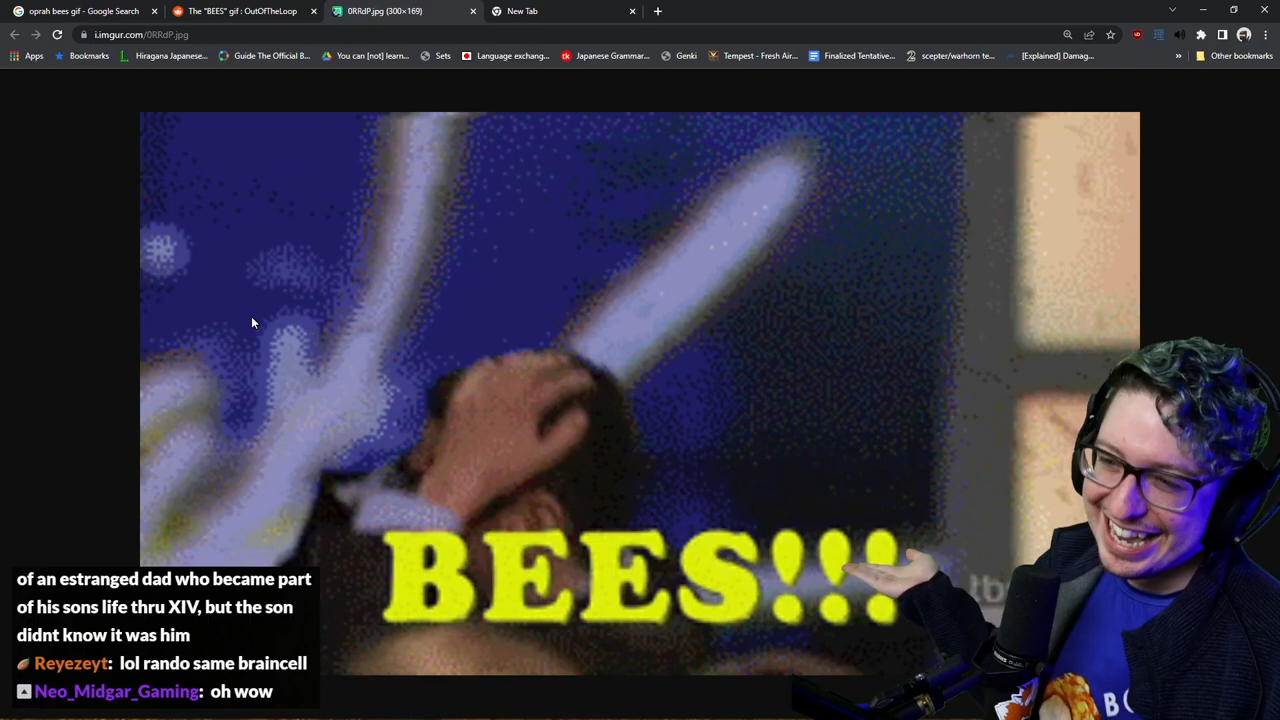 oprah bees gif - Google Search
The "BEES" gif : OutOfTheLoop
0RRdP.jpg (300×169)
New Tab
i.imgur.com/0RRdP.jpg
Apps
Bookmarks
Hiragana Japanese...
Guide The Official B...
You can [not] learn...
Sets
Language exchang...
Japanese Grammar...
Genki
Tempest - Fresh Air...
Finalized Tentative...
scepter/warhorn te...
[Explained] Damag...
Other bookmarks
BEES!!!
of an estranged dad who became part
of his sons life thru XIV, but the son
didnt know it was him
Reyezeyt: lol rando same braincell
Neo_Midgar_Gaming: oh wow